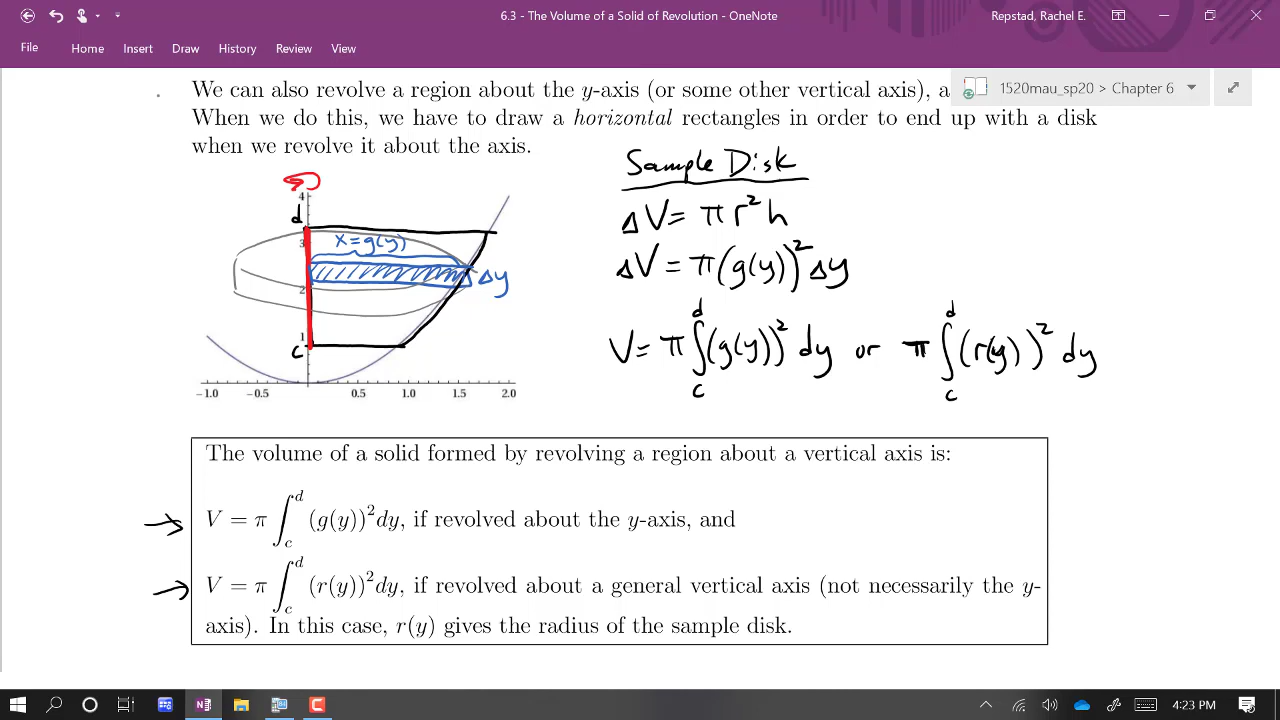 6.3 - The Volume of a Solid of Revolution - OneNote
Repstad, Rachel E.
File Home Insert Draw History Review View
1520mau_sp20 > Chapter 6
We can also revolve a region about the y-axis (or some other vertical axis), a
When we do this, we have to draw a horizontal rectangles in order to end up with a disk
when we revolve it about the axis.
4
d
3
x=g(y)
Δy
2
1
c
-1.0 -0.5 0.5 1.0 1.5 2.0
Sample Disk
ΔV = πr²h
ΔV = π(g(y))²Δy
V = π∫_c^d (g(y))² dy or π∫_c^d (r(y))² dy
The volume of a solid formed by revolving a region about a vertical axis is:
→ V = π∫_c^d (g(y))² dy, if revolved about the y-axis, and
→ V = π∫_c^d (r(y))² dy, if revolved about a general vertical axis (not necessarily the y-
axis). In this case, r(y) gives the radius of the sample disk.
4:23 PM